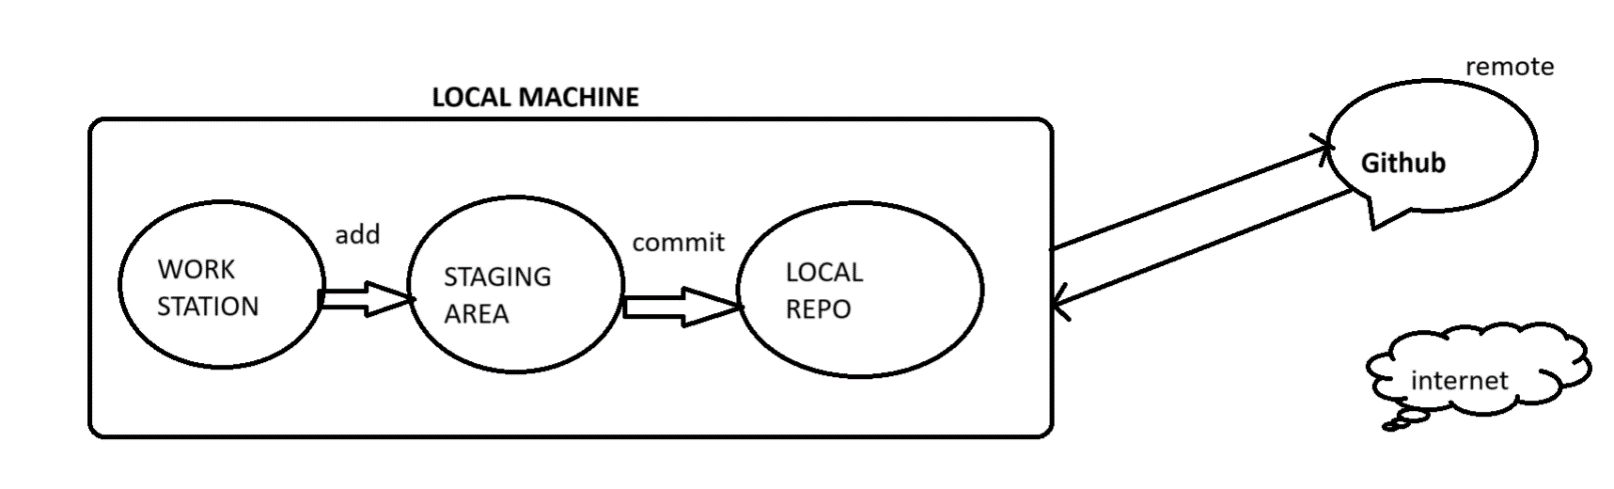 LOCAL MACHINE
WORK
STATION
add
STAGING
AREA
commit
LOCAL
REPO
remote
Github
internet